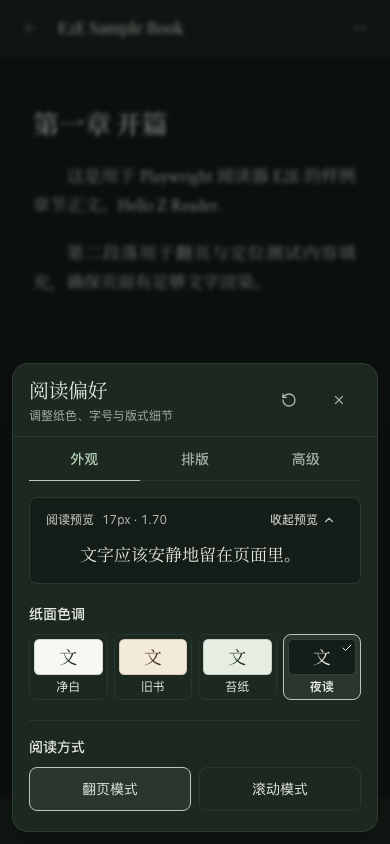 E2E Sample Book
第一章 开篇
这是用于 Playwright 阅读器 E2E 的样例
章节正文。Hello Z Reader.
第二段落用于翻页与定位测试内容填
充，确保页面有足够文字渲染。
阅读偏好
调整纸色、字号与版式细节
外观
排版
高级
阅读预览 17px · 1.70
收起预览
文字应该安静地留在页面里。
纸面色调
文
净白
文
旧书
文
苔纸
文
夜读
阅读方式
翻页模式
滚动模式